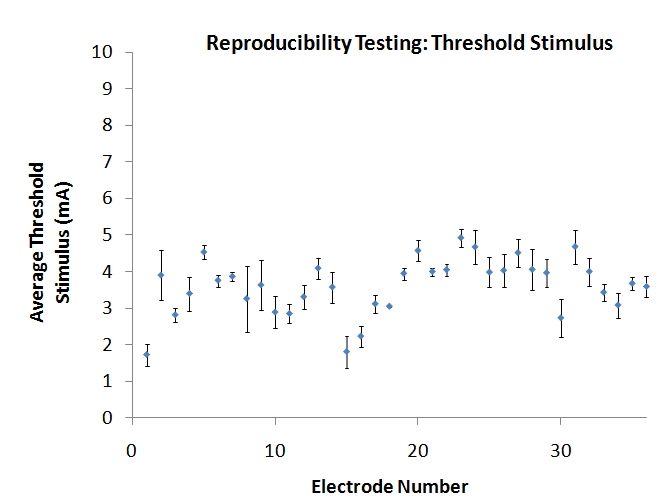 Reproducibility Testing: Threshold Stimulus
10
9
8
7
6
5
4
3
2
1
0
Average Threshold
Stimulus (mA)
0 10 20 30
Electrode Number